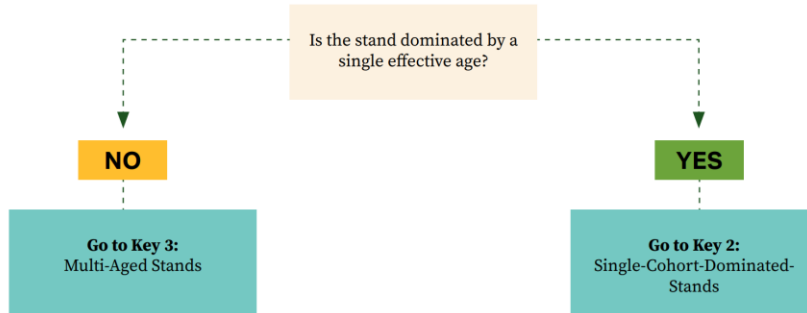 Is the stand dominated by a
single effective age?
NO
YES
Go to Key 3:
Multi-Aged Stands
Go to Key 2:
Single-Cohort-Dominated-
Stands